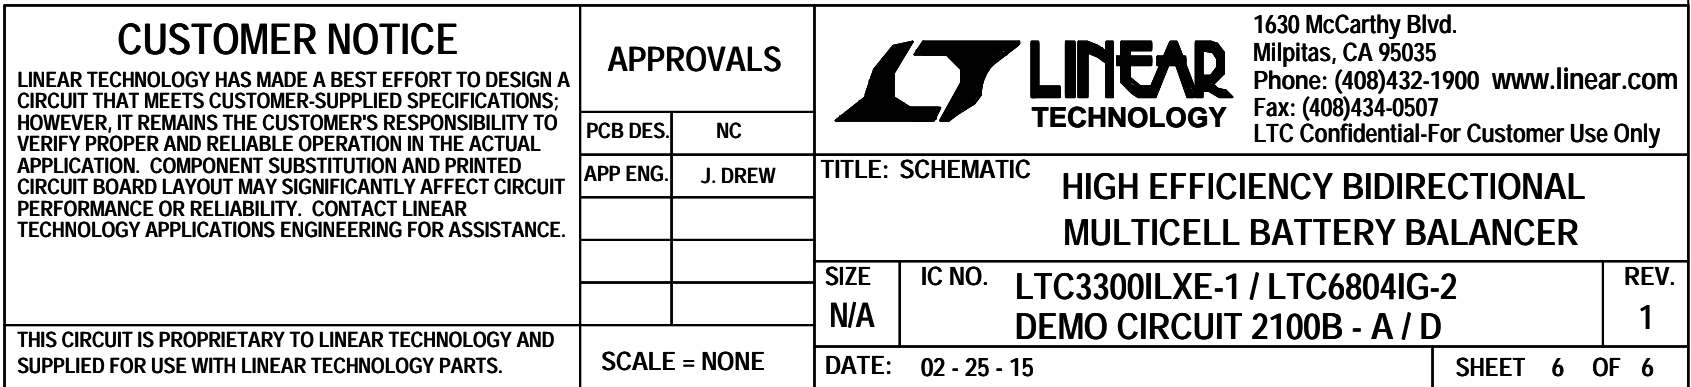 CUSTOMER NOTICE
LINEAR TECHNOLOGY HAS MADE A BEST EFFORT TO DESIGN A
CIRCUIT THAT MEETS CUSTOMER-SUPPLIED SPECIFICATIONS;
HOWEVER, IT REMAINS THE CUSTOMER'S RESPONSIBILITY TO
VERIFY PROPER AND RELIABLE OPERATION IN THE ACTUAL
APPLICATION. COMPONENT SUBSTITUTION AND PRINTED
CIRCUIT BOARD LAYOUT MAY SIGNIFICANTLY AFFECT CIRCUIT
PERFORMANCE OR RELIABILITY. CONTACT LINEAR
TECHNOLOGY APPLICATIONS ENGINEERING FOR ASSISTANCE.
THIS CIRCUIT IS PROPRIETARY TO LINEAR TECHNOLOGY AND
SUPPLIED FOR USE WITH LINEAR TECHNOLOGY PARTS.
APPROVALS
PCB DES. NC
APP ENG. J. DREW
SCALE = NONE
LINEAR
TECHNOLOGY
1630 McCarthy Blvd.
Milpitas, CA 95035
Phone: (408)432-1900 www.linear.com
Fax: (408)434-0507
LTC Confidential-For Customer Use Only
TITLE: SCHEMATIC
HIGH EFFICIENCY BIDIRECTIONAL
MULTICELL BATTERY BALANCER
SIZE
N/A
IC NO. LTC3300ILXE-1 / LTC6804IG-2
DEMO CIRCUIT 2100B - A / D
REV.
1
DATE: 02 - 25 - 15
SHEET 6 OF 6